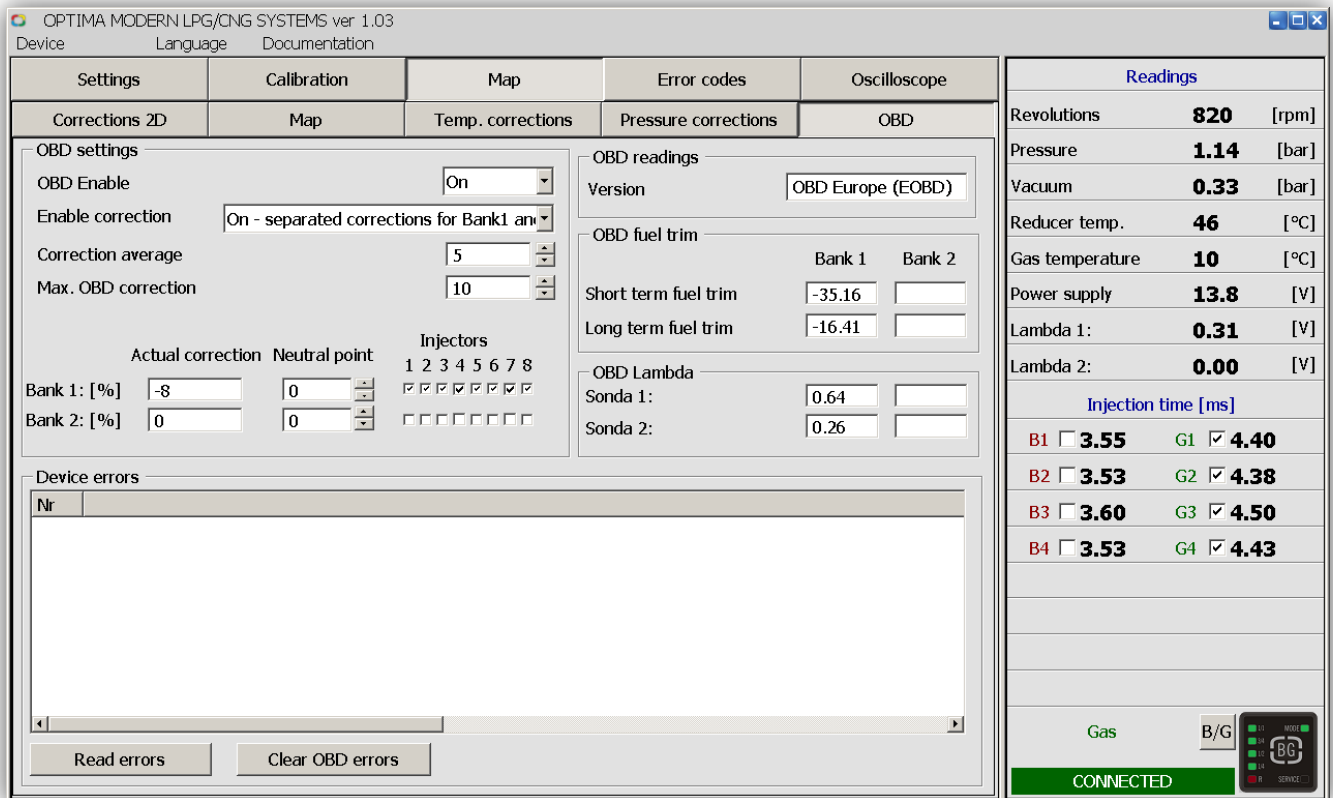 OPTIMA MODERN LPG/CNG SYSTEMS ver 1.03
Device Language Documentation
Settings Calibration Map Error codes Oscilloscope
Corrections 2D Map Temp. corrections Pressure corrections OBD
OBD settings
OBD Enable On
Enable correction On - separated corrections for Bank1 an
Correction average 5
Max. OBD correction 10
Injectors
Actual correction Neutral point 1 2 3 4 5 6 7 8
Bank 1: [%] -8 0
Bank 2: [%] 0 0
OBD readings
Version OBD Europe (EOBD)
OBD fuel trim
Bank 1 Bank 2
Short term fuel trim -35.16
Long term fuel trim -16.41
OBD Lambda
Sonda 1: 0.64
Sonda 2: 0.26
Device errors
Nr
Read errors Clear OBD errors
Readings
Revolutions 820 [rpm]
Pressure 1.14 [bar]
Vacuum 0.33 [bar]
Reducer temp. 46 [°C]
Gas temperature 10 [°C]
Power supply 13.8 [V]
Lambda 1: 0.31 [V]
Lambda 2: 0.00 [V]
Injection time [ms]
B1 3.55 G1 4.40
B2 3.53 G2 4.38
B3 3.60 G3 4.50
B4 3.53 G4 4.43
Gas B/G
CONNECTED
MODE
BG
R SERVICE